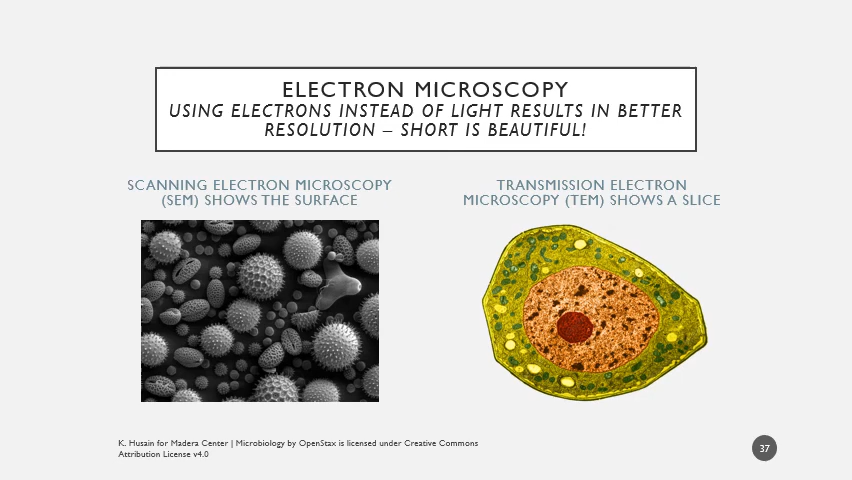 ELECTRON MICROSCOPY
USING ELECTRONS INSTEAD OF LIGHT RESULTS IN BETTER
RESOLUTION – SHORT IS BEAUTIFUL!
SCANNING ELECTRON MICROSCOPY
(SEM) SHOWS THE SURFACE
TRANSMISSION ELECTRON
MICROSCOPY (TEM) SHOWS A SLICE
K. Husain for Madera Center | Microbiology by OpenStax is licensed under Creative Commons
Attribution License v4.0
37